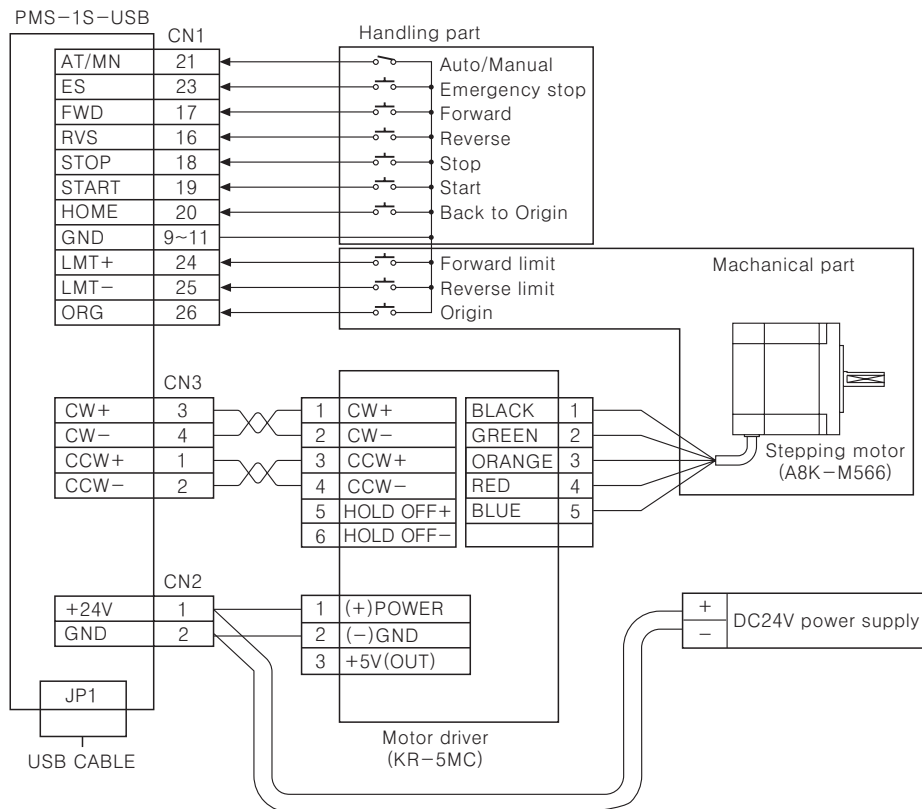 PMS-1S-USB
CN1
Handling part
AT/MN 21 Auto/Manual
ES 23 Emergency stop
FWD 17 Forward
RVS 16 Reverse
STOP 18 Stop
START 19 Start
HOME 20 Back to Origin
GND 9~11
LMT+ 24 Forward limit
LMT- 25 Reverse limit
ORG 26 Origin
Machanical part
Stepping motor
(A8K-M566)
CN3
CW+ 3 1 CW+ BLACK 1
CW- 4 2 CW- GREEN 2
CCW+ 1 3 CCW+ ORANGE 3
CCW- 2 4 CCW- RED 4
5 HOLD OFF+ BLUE 5
6 HOLD OFF-
CN2
+24V 1 1 (+)POWER
GND 2 2 (-)GND
3 +5V(OUT)
+ - DC24V power supply
JP1
USB CABLE
Motor driver
(KR-5MC)